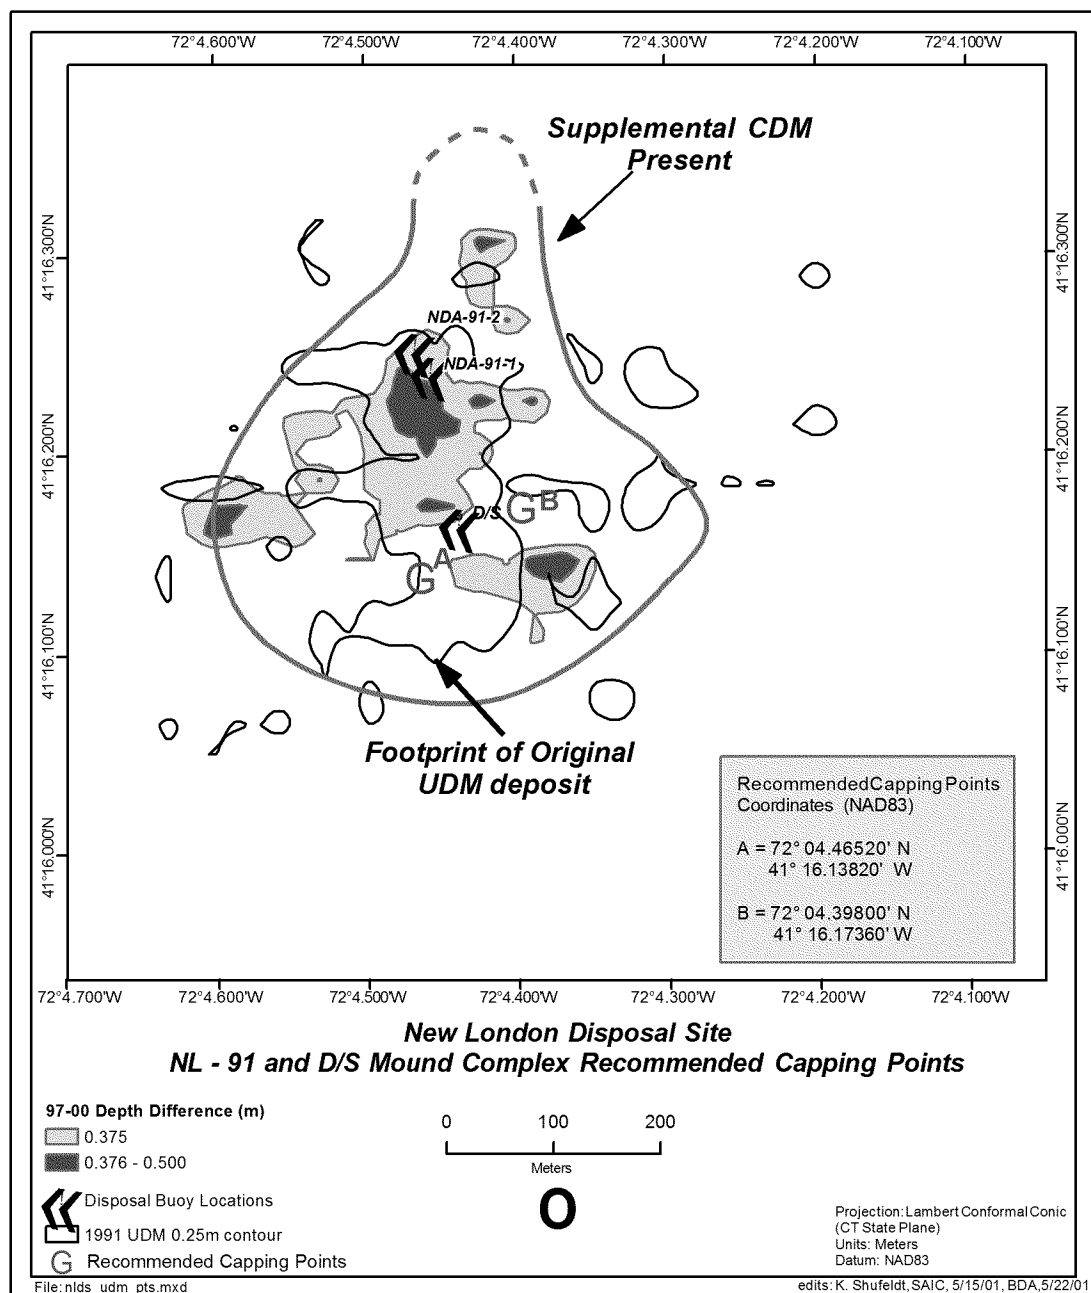 72°4.600'W 72°4.500'W 72°4.400'W 72°4.300'W 72°4.200'W 72°4.100'W
Supplemental CDM
Present
41°16.300'N
41°16.300'N
NDA-91-2
NDA-91-1
41°16.200'N
41°16.200'N
G B
D/S
G A
41°16.100'N
41°16.100'N
Footprint of Original
UDM deposit
41°16.000'N
41°16.000'N
Recommended Capping Points
Coordinates (NAD83)
A = 72° 04.46520' N
41° 16.13820' W
B = 72° 04.39800' N
41° 16.17360' W
72°4.700'W 72°4.600'W 72°4.500'W 72°4.400'W 72°4.300'W 72°4.200'W 72°4.100'W
New London Disposal Site
NL - 91 and D/S Mound Complex Recommended Capping Points
97-00 Depth Difference (m)
0.375
0.376 - 0.500
! Disposal Buoy Locations
1991 UDM 0.25m contour
G Recommended Capping Points
0 100 200
Meters
O
Projection: Lambert Conformal Conic
(CT State Plane)
Units: Meters
Datum: NAD83
File: nlds_udm_pts.mxd
edits: K. Shufeldt, SAIC, 5/15/01, BDA,5/22/01